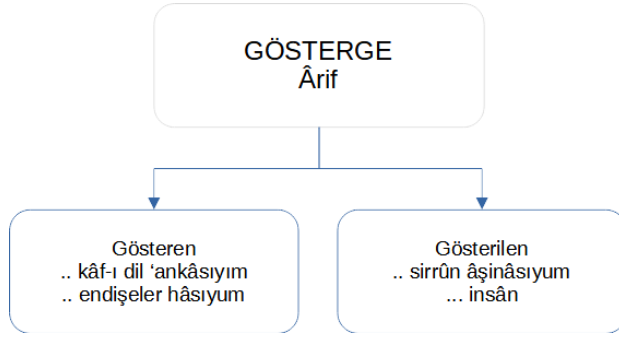 GÖSTERGE
Ârif
Gösteren
.. kâf-ı dil ‘ankâsıyım
.. endişeler hâsıyum
Gösterilen
.. sirrûn âşinâsıyum
... insân